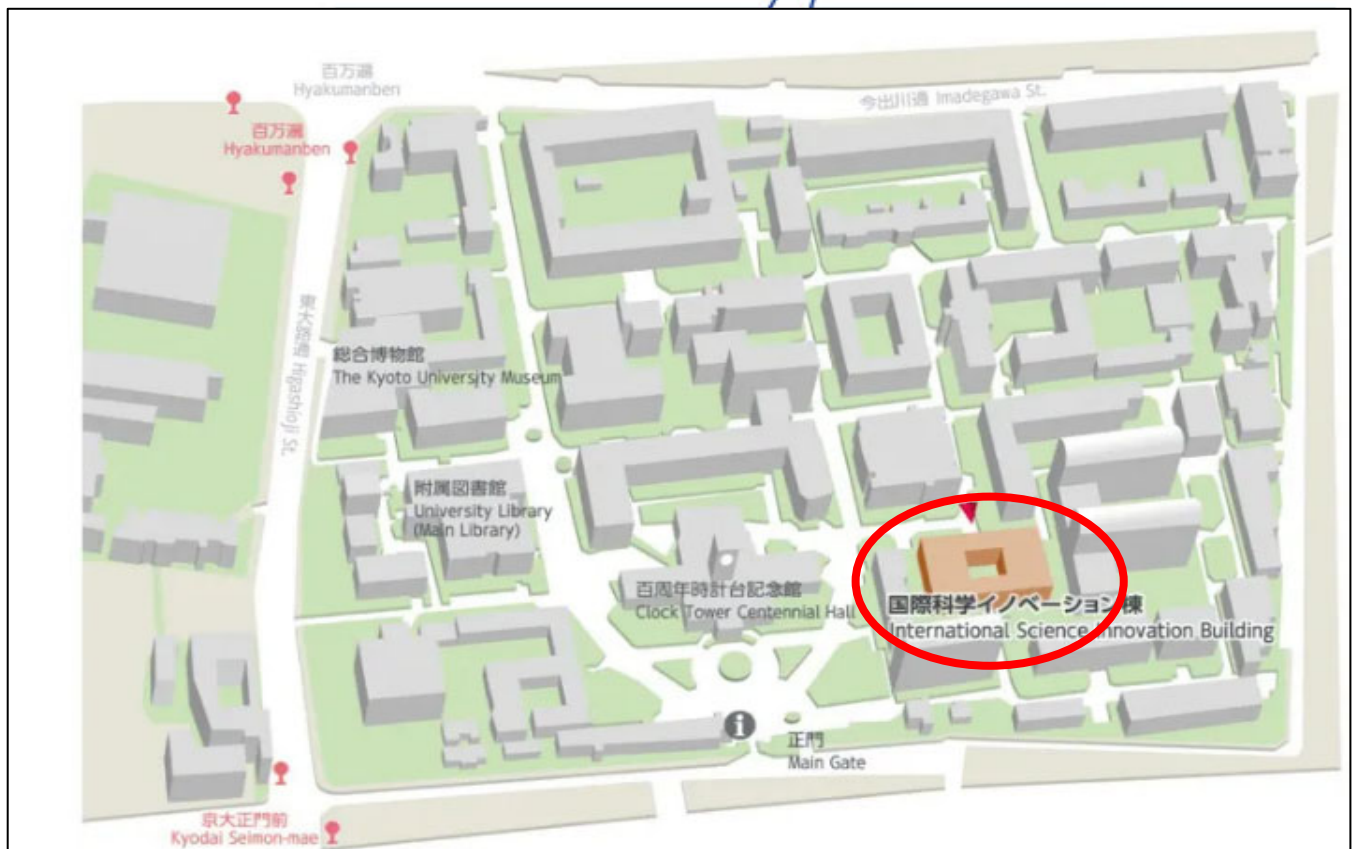 百万遍
Hyakumanben
今出川通 Imadegawa St.
百万遍
Hyakumanben
東大路通 Higashioji St.
総合博物館
The Kyoto University Museum
附属図書館
University Library
(Main Library)
百周年時計台記念館
Clock Tower Centennial Hall
国際科学イノベーション棟
International Science Innovation Building
i
正門
Main Gate
京大正門前
Kyodai Seimon-mae